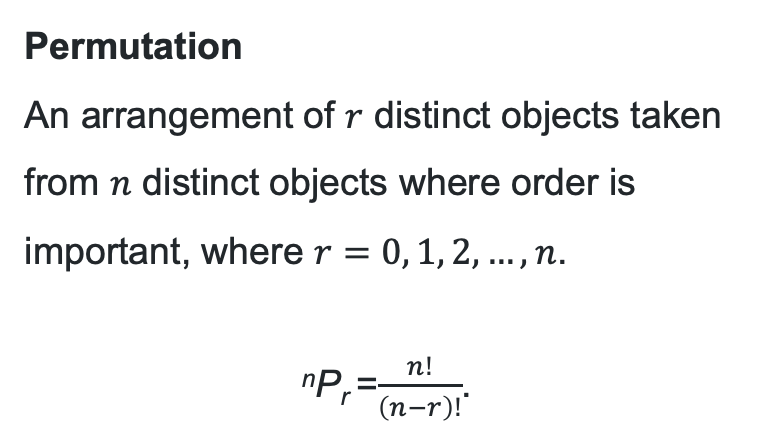 Permutation
An arrangement of r distinct objects taken
from n distinct objects where order is
important, where r = 0, 1, 2, …, n.
ⁿPᵣ = n!/(n−r)!.